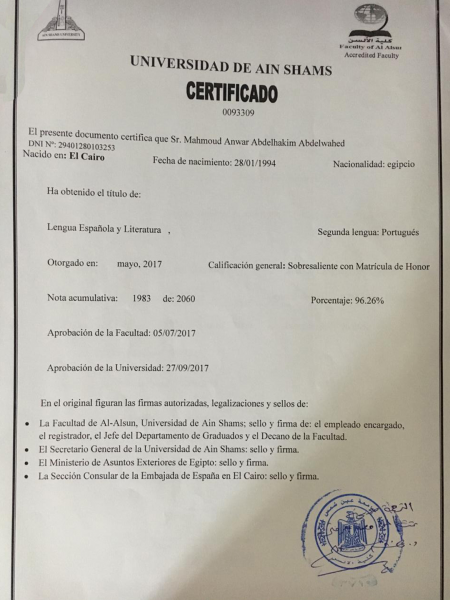 AIN SHAMS UNIVERSITY
كلية الألسن
Faculty of Al Alsun
Accredited Faculty
UNIVERSIDAD DE AIN SHAMS
CERTIFICADO
0093309
El presente documento certifica que Sr. Mahmoud Anwar Abdelhakim Abdelwahed
DNI Nº: 29401280103253
Nacido en: El Cairo Fecha de nacimiento: 28/01/1994 Nacionalidad: egipcio
Ha obtenido el título de:
Lengua Española y Literatura , Segunda lengua: Portugués
Otorgado en: mayo, 2017 Calificación general: Sobresaliente con Matrícula de Honor
Nota acumulativa: 1983 de: 2060 Porcentaje: 96.26%
Aprobación de la Facultad: 05/07/2017
Aprobación de la Universidad: 27/09/2017
En el original figuran las firmas autorizadas, legalizaciones y sellos de:
• La Facultad de Al-Alsun, Universidad de Ain Shams: sello y firma de: el empleado encargado,
el registrador, el Jefe del Departamento de Graduados y el Decano de la Facultad.
• El Secretario General de la Universidad de Ain Shams: sello y firma.
• El Ministerio de Asuntos Exteriores de Egipto: sello y firma.
• La Sección Consular de la Embajada de España en El Cairo: sello y firma.